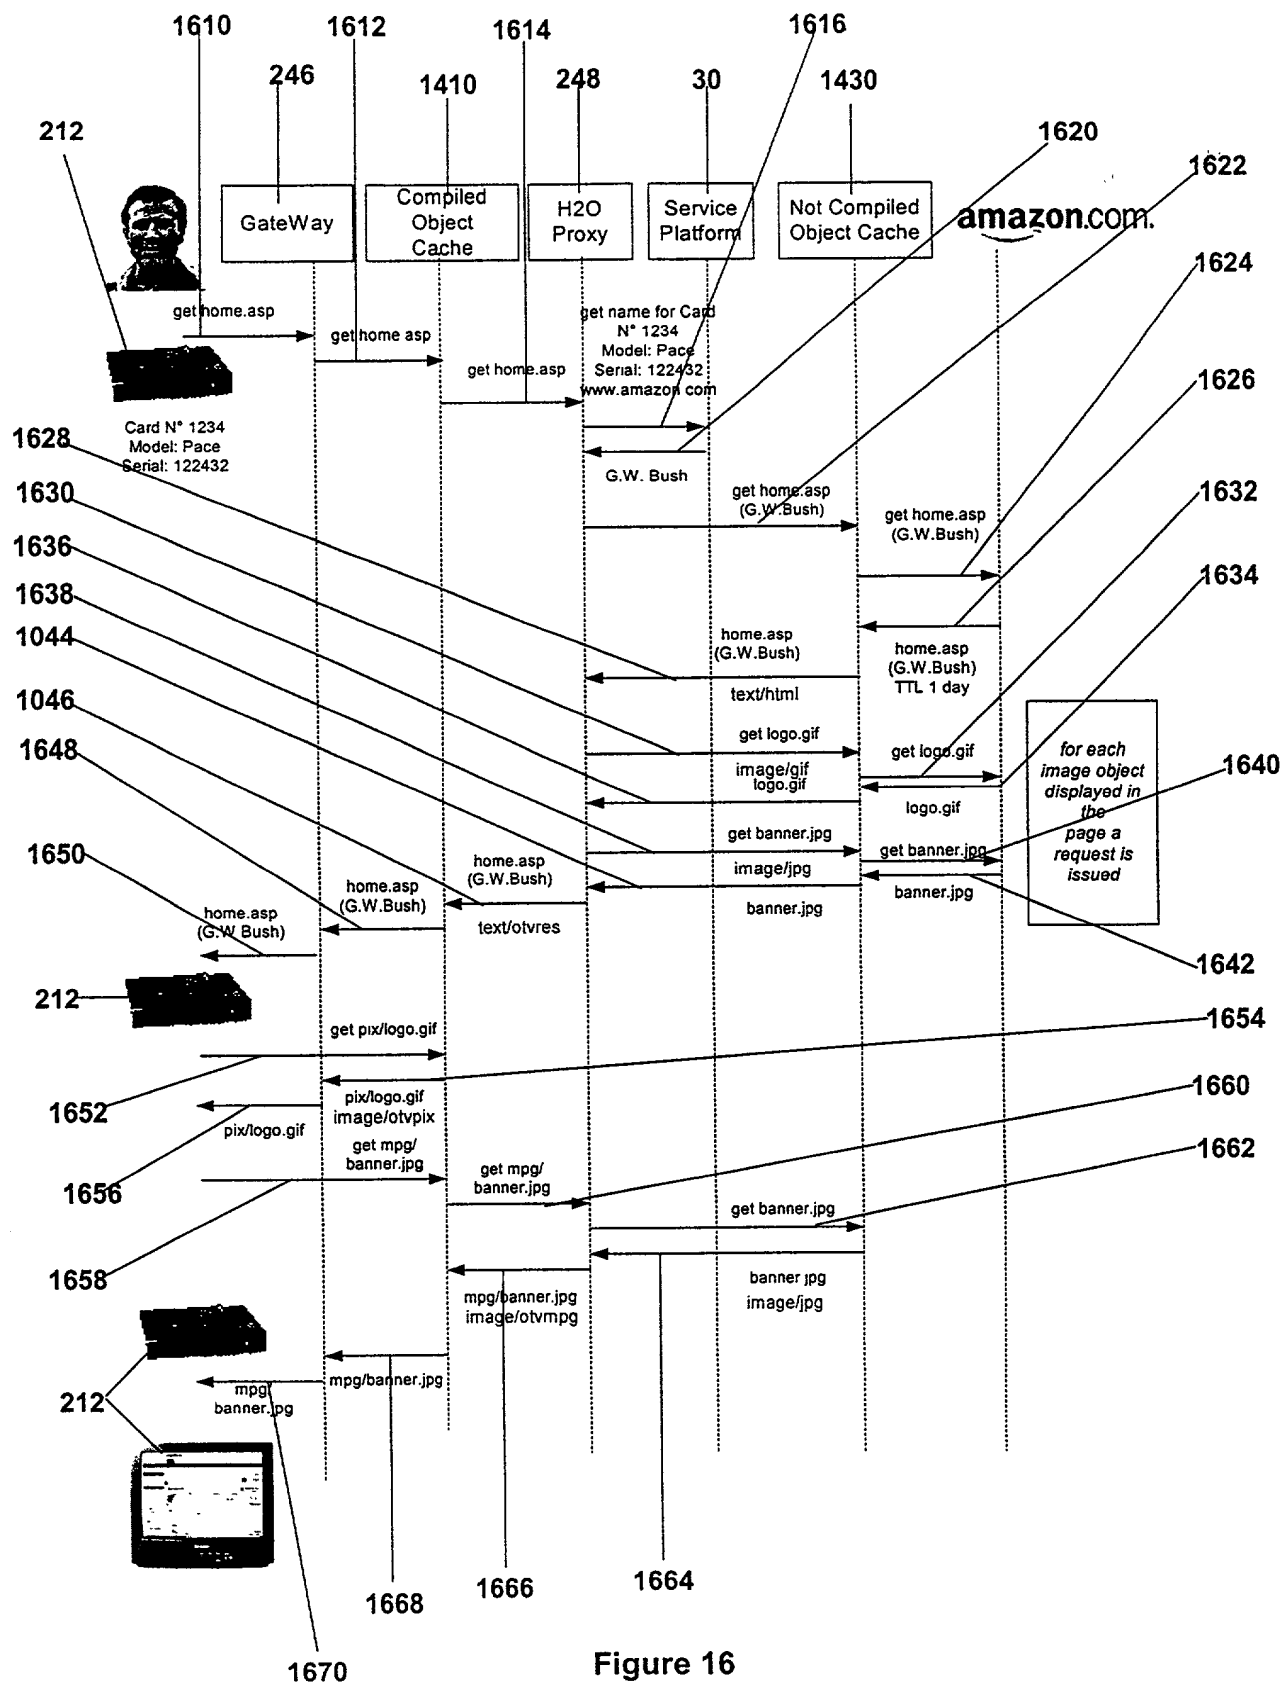 1610
1612
1614
1616
246
1410
248
30
1430
212
1620
1622
GateWay
Compiled
Object
Cache
H2O
Proxy
Service
Platform
Not Compiled
Object Cache
amazon.com.
1624
get home.asp
get home asp
get home.asp
get name for Card
N° 1234
Model: Pace
Serial: 122432
www.amazon com
1626
Card N° 1234
Model: Pace
Serial: 122432
1628
G.W. Bush
1630
get home.asp
(G.W.Bush)
get home.asp
(G.W.Bush)
1632
1636
1634
1638
1044
home.asp
(G.W.Bush)
text/html
home.asp
(G.W.Bush)
TTL 1 day
1046
1648
get logo.gif
get logo.gif
image/gif
logo.gif
logo.gif
for each
image object
displayed in
the
page a
request is
issued
1640
1650
get banner.jpg
get banner.jpg
image/jpg
banner.jpg
banner.jpg
home.asp
(G.W.Bush)
text/otvres
home.asp
(G.W.Bush)
home.asp
(G.W Bush)
1642
212
1654
get pix/logo.gif
1652
pix/logo.gif
image/otvpix
1660
pix/logo.gif
get mpg/
banner.jpg
get mpg/
banner.jpg
1662
1656
get banner.jpg
1658
banner jpg
image/jpg
mpg/banner.jpg
image/otvmpg
mpg/banner.jpg
mpg/
banner.jpg
212
1668
1666
1664
1670
Figure 16